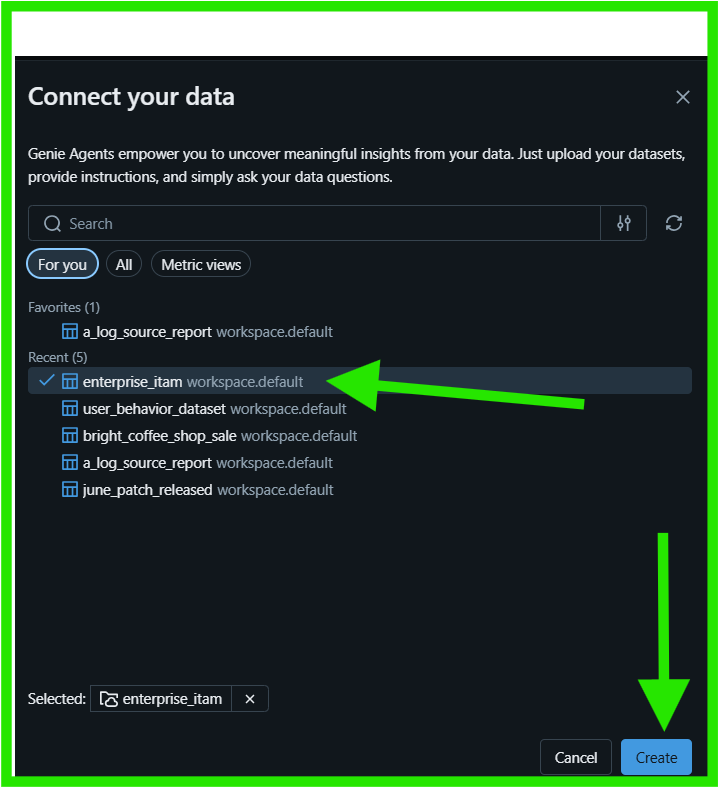 Connect your data
Genie Agents empower you to uncover meaningful insights from your data. Just upload your datasets,
provide instructions, and simply ask your data questions.
Search
For you All Metric views
Favorites (1)
a_log_source_report workspace.default
Recent (5)
enterprise_itam workspace.default
user_behavior_dataset workspace.default
bright_coffee_shop_sale workspace.default
a_log_source_report workspace.default
june_patch_released workspace.default
Selected: enterprise_itam
Cancel Create